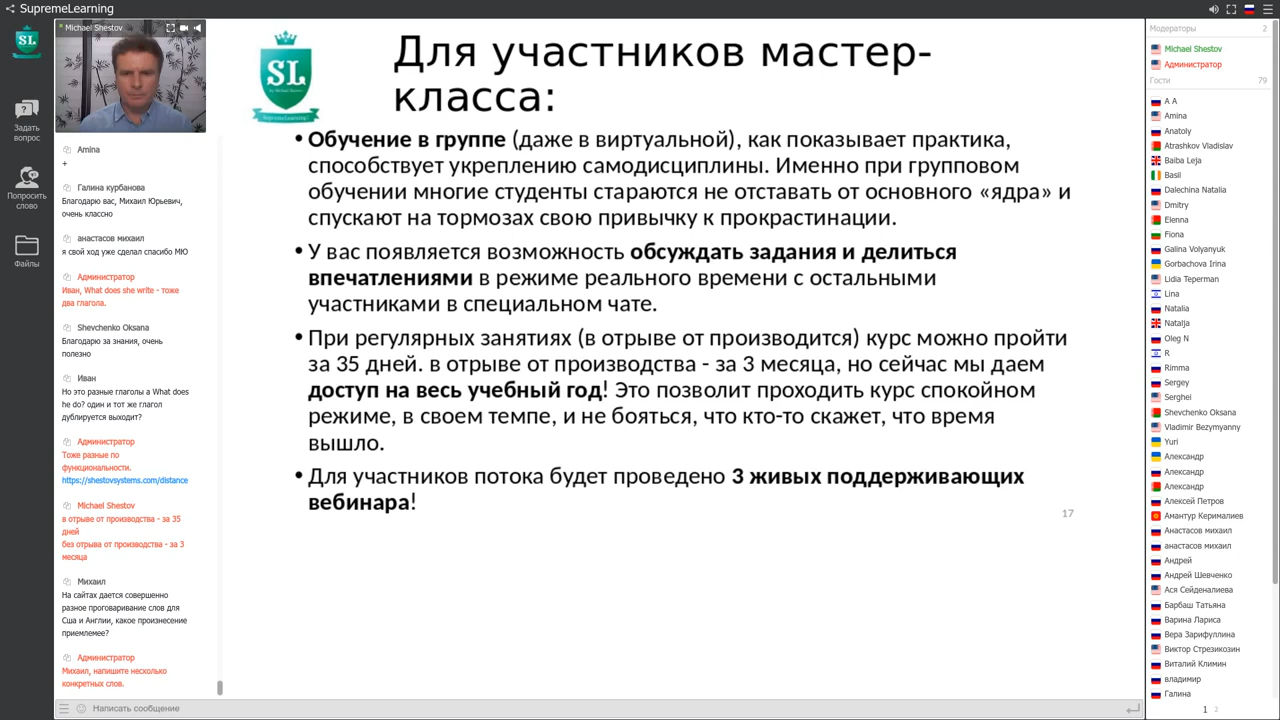 Supremelearning
Michael Shestov
SL
Задать
вопрос
Попросить
слово
Файлы
Amina
+
Галина курбанова
Благодарю вас, Михаил Юрьевич,
очень классно
анастасов михаил
я свой ход уже сделал спасибо МЮ
Администратор
Иван, What does she write - тоже
два глагола.
Shevchenko Oksana
Благодарю за знания, очень
полезно
Иван
Но это разные глаголы а What does
he do? один и тот же глагол
дублируется выходит?
Администратор
Тоже разные по
функциональности.
https://shestovsystems.com/distance
Michael Shestov
в отрыве от производства - за 35
дней
без отрыва от производства - за 3
месяца
Михаил
На сайтах дается совершенно
разное проговаривание слов для
Сша и Англии, какое произнесение
приемлемее?
Администратор
Михаил, напишите несколько
конкретных слов.
Написать сообщение
SL
by Michael Shestov
Для участников мастер-
класса:
• Обучение в группе (даже в виртуальной), как показывает практика,
способствует укреплению самодисциплины. Именно при групповом
обучении многие студенты стараются не отставать от основного «ядра» и
спускают на тормозах свою привычку к прокрастинации.
• У вас появляется возможность обсуждать задания и делиться
впечатлениями в режиме реального времени с остальными
участниками в специальном чате.
• При регулярных занятиях (в отрыве от производится) курс можно пройти
за 35 дней. в отрыве от производства - за 3 месяца, но сейчас мы даем
доступ на весь учебный год! Это позволит проходить курс спокойном
режиме, в своем темпе, и не бояться, что кто-то скажет, что время
вышло.
• Для участников потока будет проведено 3 живых поддерживающих
вебинара!
17
Модераторы 2
Michael Shestov
Администратор
Гости 79
A A
Amina
Anatoly
Atrashkov Vladislav
Baiba Leja
Basil
Dalechina Natalia
Dmitry
Elenna
Fiona
Galina Volyanyuk
Gorbachova Irina
Lidia Teperman
Lina
Natalia
Natalja
Oleg N
R
Rimma
Sergey
Serghei
Shevchenko Oksana
Vladimir Bezymyanny
Yuri
Александр
Александр
Александр
Алексей Петров
Амантур Керималиев
Анастасов михаил
анастасов михаил
Андрей
Андрей Шевченко
Ася Сейденалиева
Барбаш Татьяна
Варина Лариса
Вера Зарифуллина
Виктор Стрезикозин
Виталий Климин
владимир
Галина
1 2